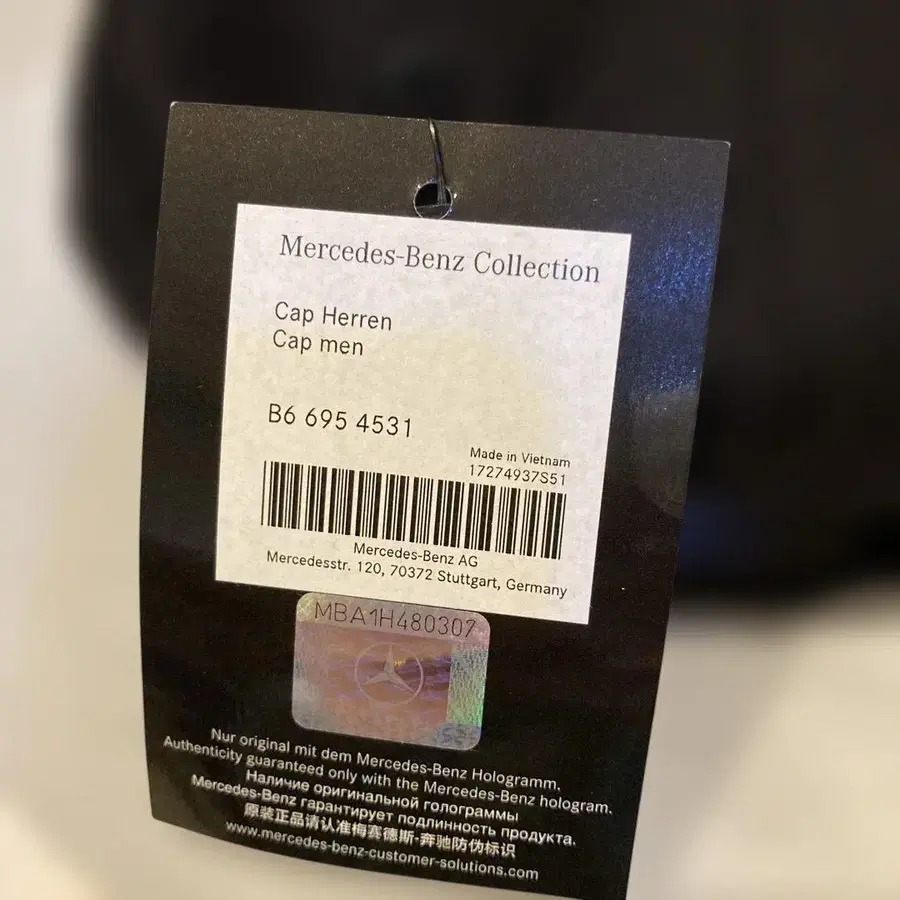 Mercedes-Benz Collection
Cap Herren
Cap men
B6 695 4531
Made in Vietnam
17274937S51
Mercedes-Benz AG
Mercedesstr. 120, 70372 Stuttgart, Germany
MBA1H480307
Nur original mit dem Mercedes-Benz Hologramm.
Authenticity guaranteed only with the Mercedes-Benz hologram.
Наличие оригинальной голограммы
Mercedes-Benz гарантирует подлинность продукта.
原装正品请认准梅赛德斯-奔驰防伪标识
www.mercedes-benz-customer-solutions.com